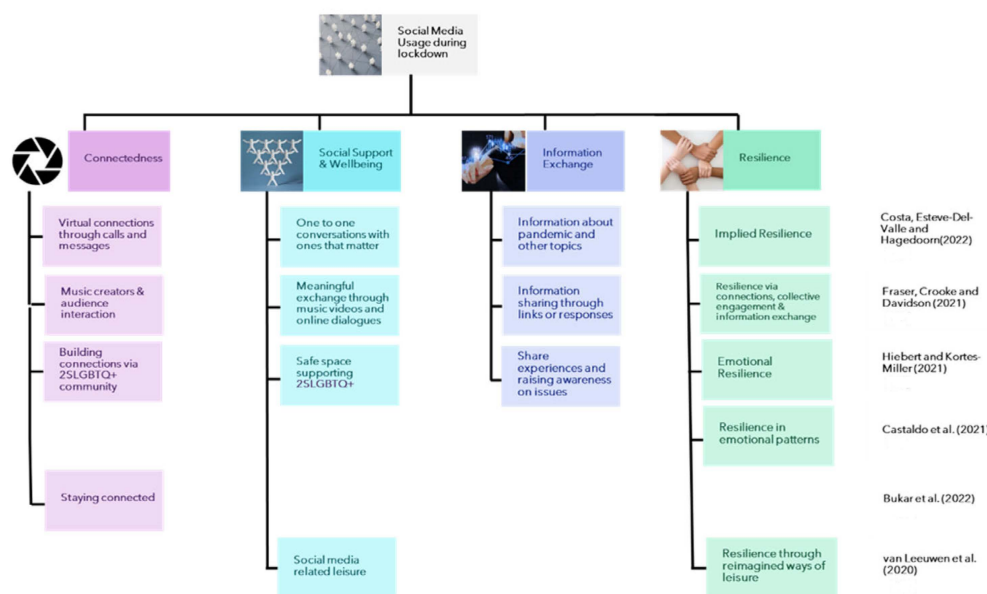 Social Media
Usage during
lockdown
Connectedness
Social Support
& Wellbeing
Information
Exchange
Resilience
Virtual connections
through calls and
messages
One to one
conversations with
ones that matter
Information about
pandemic and
other topics
Implied Resilience
Costa, Esteve-Del-
Valle and
Hagedoorn(2022)
Music creators &
audience
interaction
Meaningful
exchange through
music videos and
online dialogues
Information
sharing through
links or responses
Resilience via
connections, collective
engagement &
information exchange
Fraser, Crooke and
Davidson (2021)
Building
connections via
2SLGBTQ+
community
Safe space
supporting
2SLGBTQ+
Share
experiences and
raising awareness
on issues
Emotional
Resilience
Hiebert and Kortes-
Miller (2021)
Resilience in
emotional patterns
Castaldo et al. (2021)
Staying connected
Bukar et al. (2022)
Social media
related leisure
Resilience through
reimagined ways of
leisure
van Leeuwen et al.
(2020)